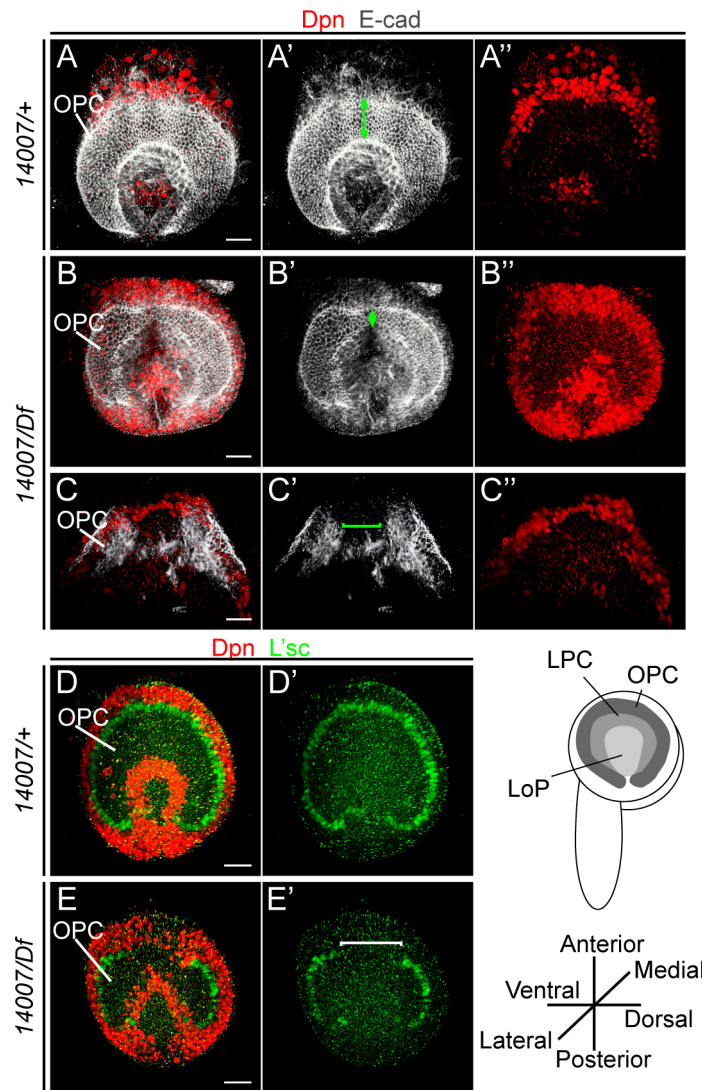 Dpn E-cad
A A' A''
OPC
14007/+
B B' B''
OPC
14007/Df
C C' C''
OPC
Dpn L'sc
D D'
OPC
14007/+
E E'
OPC
14007/Df
LPC OPC
LoP
Anterior
Medial
Ventral
Dorsal
Lateral
Posterior